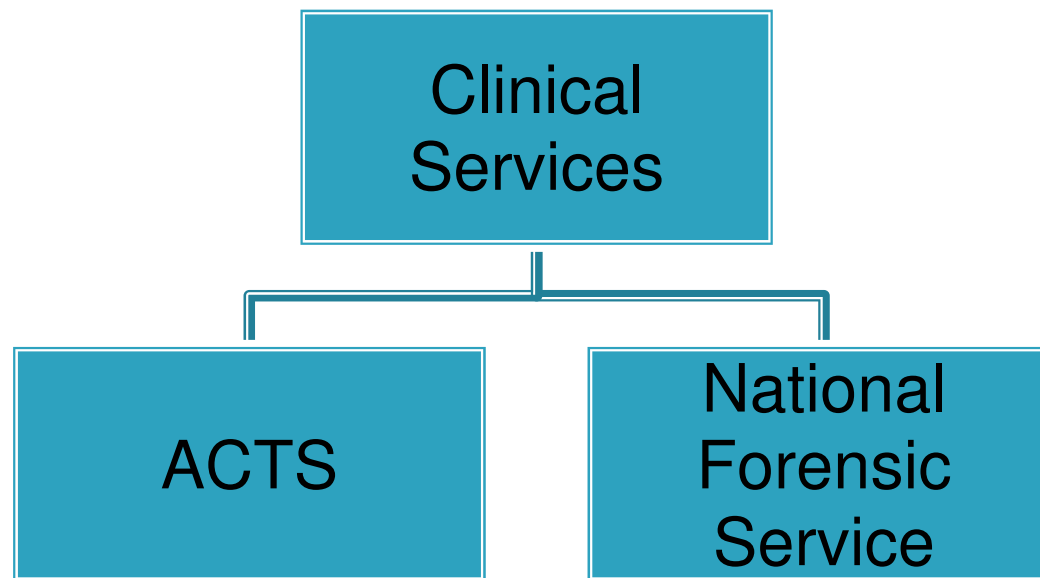 Clinical
Services
ACTS
National
Forensic
Service